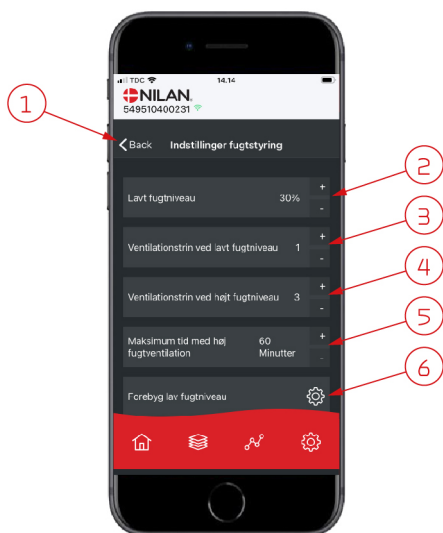 TDC 14.14
NILAN
549510400231
Back Indstillinger fugtstyring
Lavt fugtniveau 30% + -
Ventilationstrin ved lavt fugtniveau 1 + -
Ventilationstrin ved højt fugtniveau 3 + -
Maksimum tid med høj 60 + -
fugtventilation Minutter
Forebyg lav fugtniveau
1
2
3
4
5
6